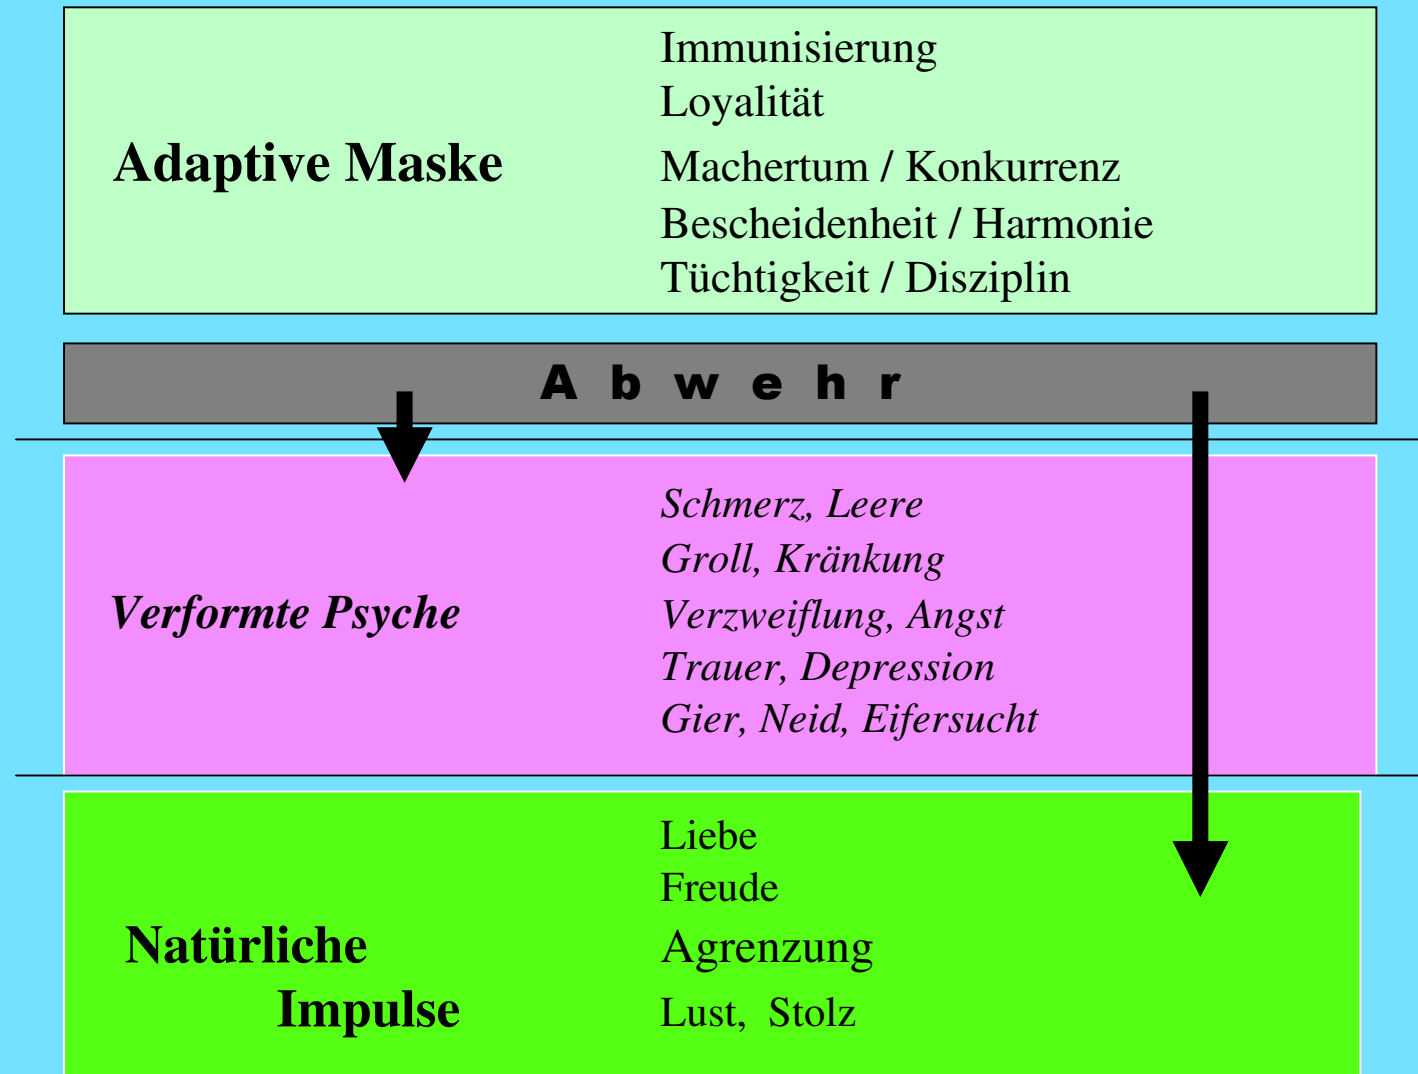 Immunisierung
Loyalität
Adaptive Maske Machertum / Konkurrenz
Bescheidenheit / Harmonie
Tüchtigkeit / Disziplin
A b w e h r
Schmerz, Leere
Groll, Kränkung
Verformte Psyche Verzweiflung, Angst
Trauer, Depression
Gier, Neid, Eifersucht
Liebe
Freude
Natürliche Agrenzung
Impulse Lust, Stolz